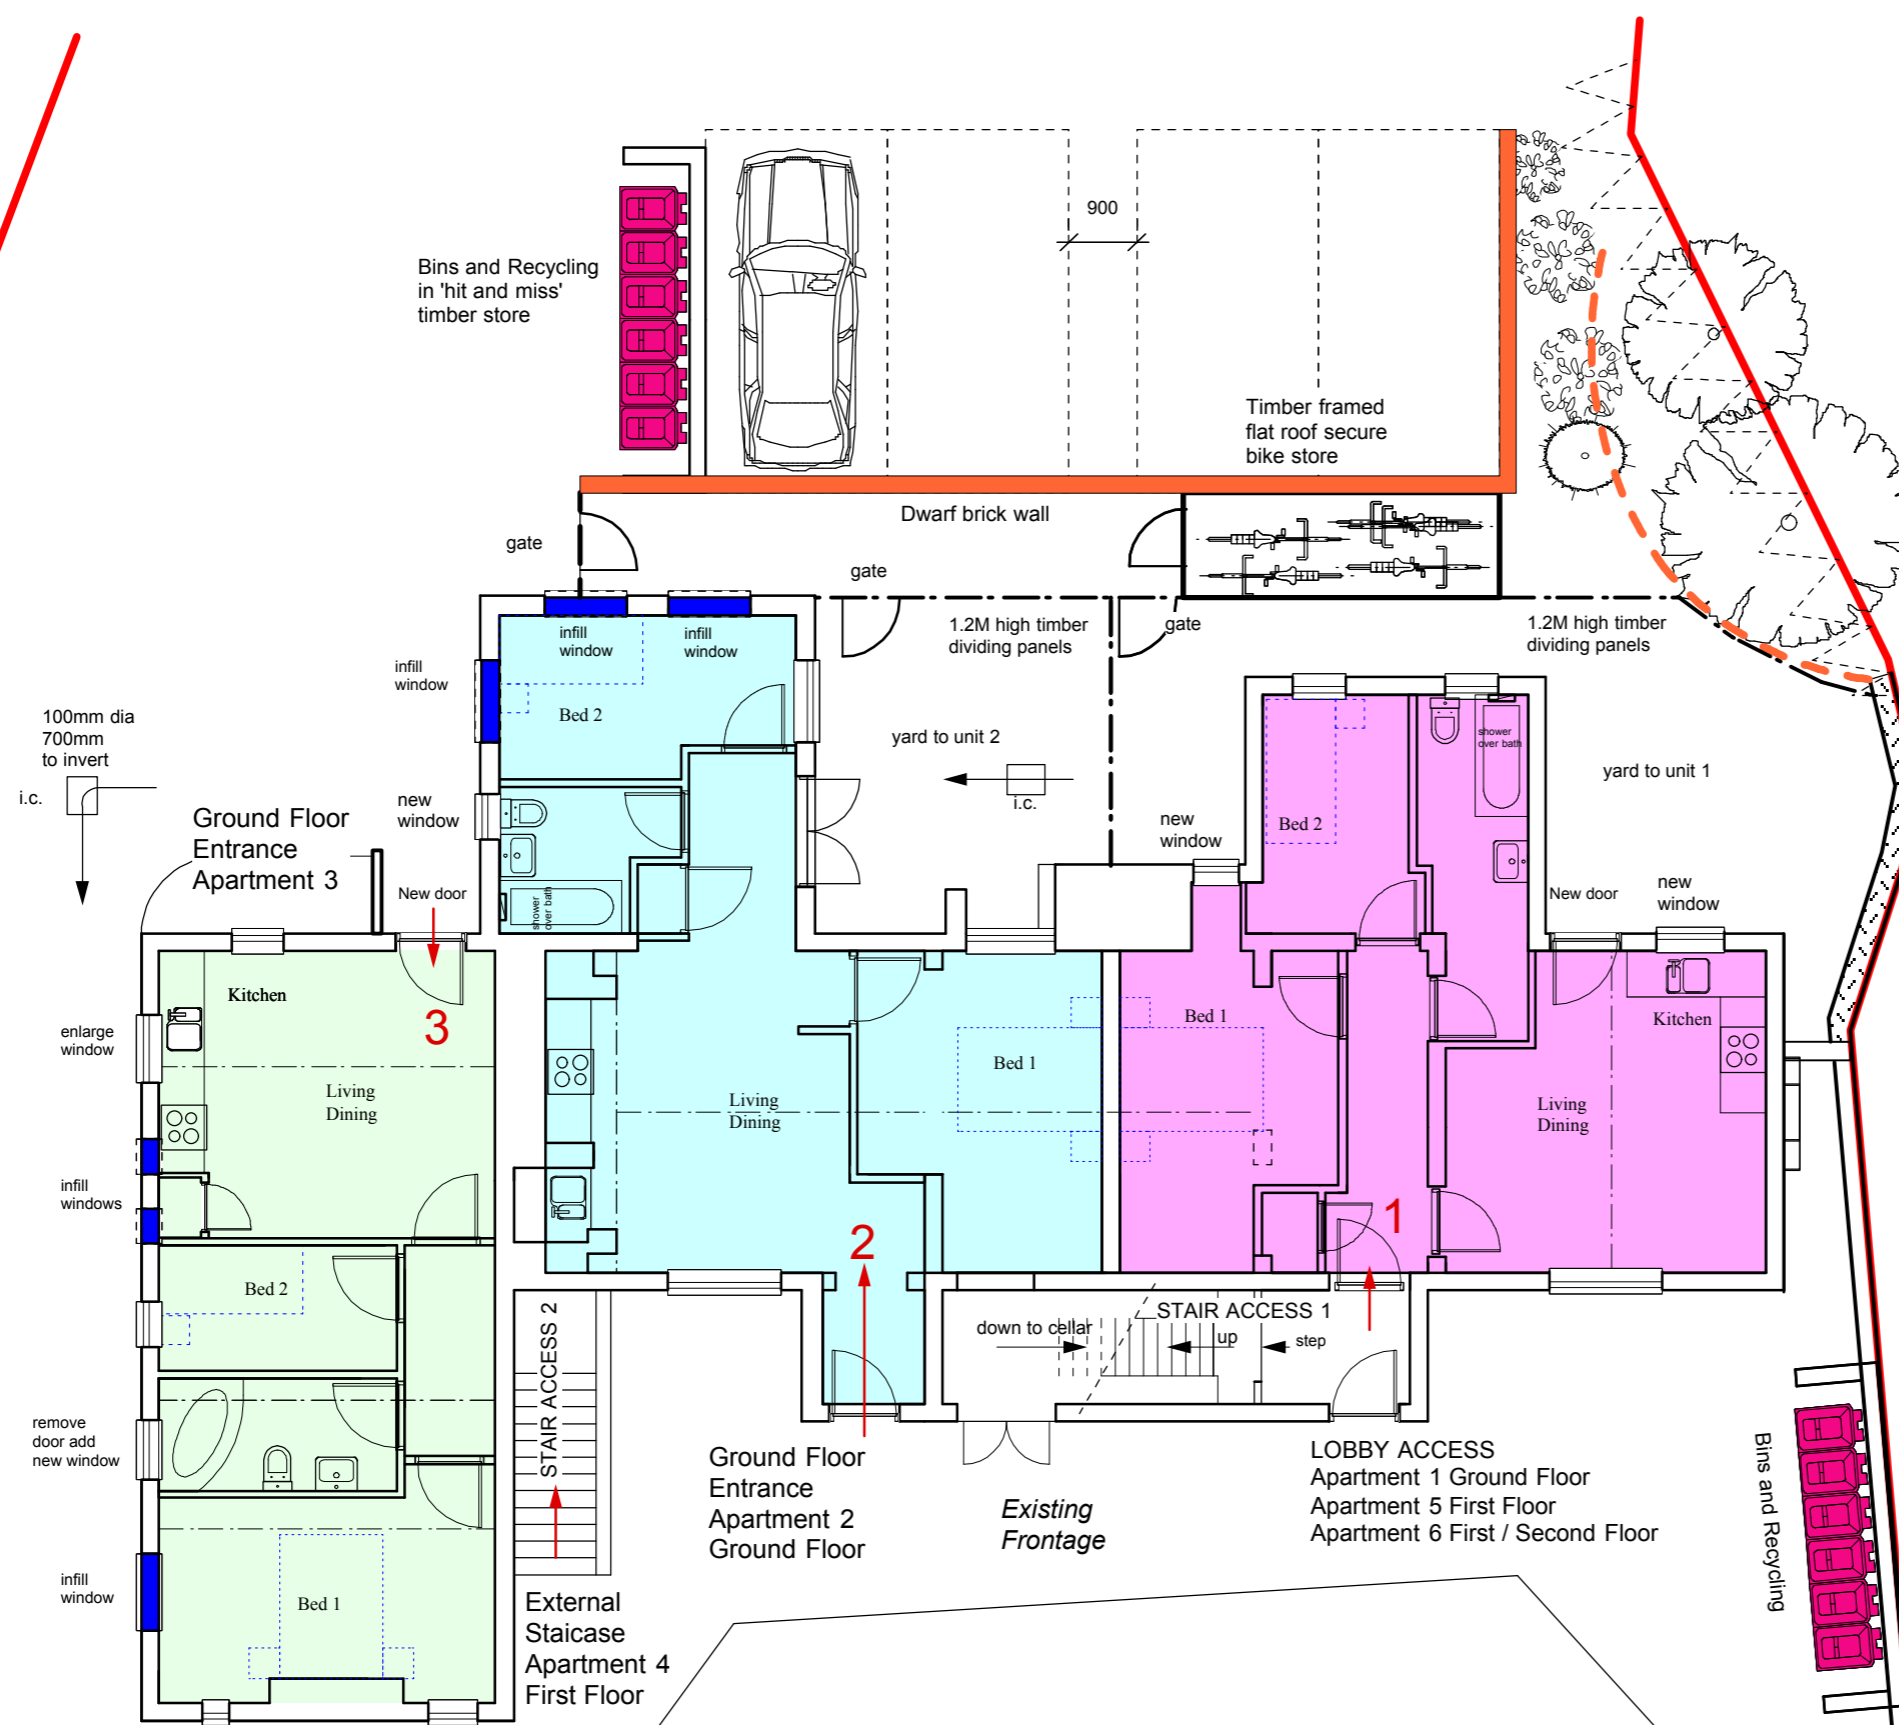 900
Bins and Recycling
in 'hit and miss'
timber store
Timber framed
flat roof secure
bike store
Dwarf brick wall
gate
gate
gate
1.2M high timber
dividing panels
1.2M high timber
dividing panels
infill
window
infill
window
infill
window
Bed 2
100mm dia
700mm
to invert
i.c.
yard to unit 2
i.c.
shower
over bath
yard to unit 1
new
window
Ground Floor
Entrance
Apartment 3
new
window
Bed 2
New door
shower
over bath
New door
new
window
Kitchen
3
enlarge
window
Living
Dining
Bed 1
Bed 1
Kitchen
Living
Dining
Living
Dining
infill
windows
2
1
Bed 2
STAIR ACCESS 2
STAIR ACCESS 1
down to cellar
up
step
remove
door add
new window
Ground Floor
Entrance
Apartment 2
Ground Floor
Existing
Frontage
LOBBY ACCESS
Apartment 1 Ground Floor
Apartment 5 First Floor
Apartment 6 First / Second Floor
Bins and Recycling
infill
window
Bed 1
External
Staicase
Apartment 4
First Floor